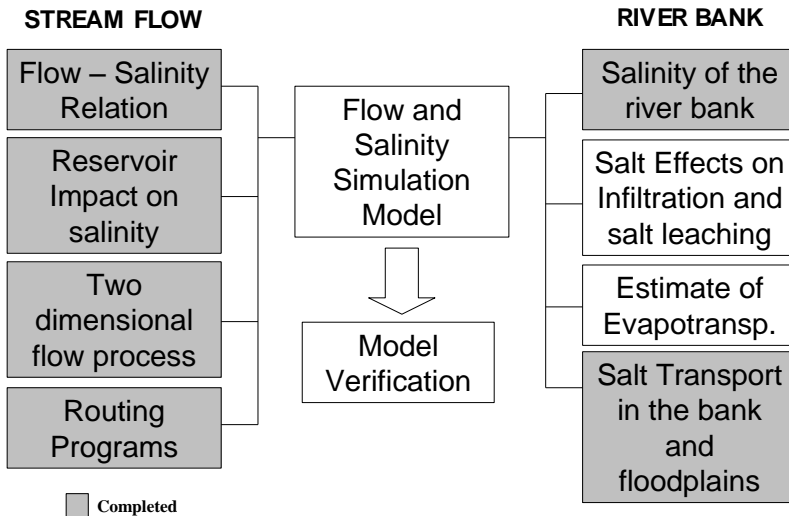 STREAM FLOW
Flow – Salinity
Relation
Reservoir
Impact on
salinity
Two
dimensional
flow process
Routing
Programs
Completed
Flow and
Salinity
Simulation
Model
Model
Verification
RIVER BANK
Salinity of the
river bank
Salt Effects on
Infiltration and
salt leaching
Estimate of
Evapotransp.
Salt Transport
in the bank
and
floodplains